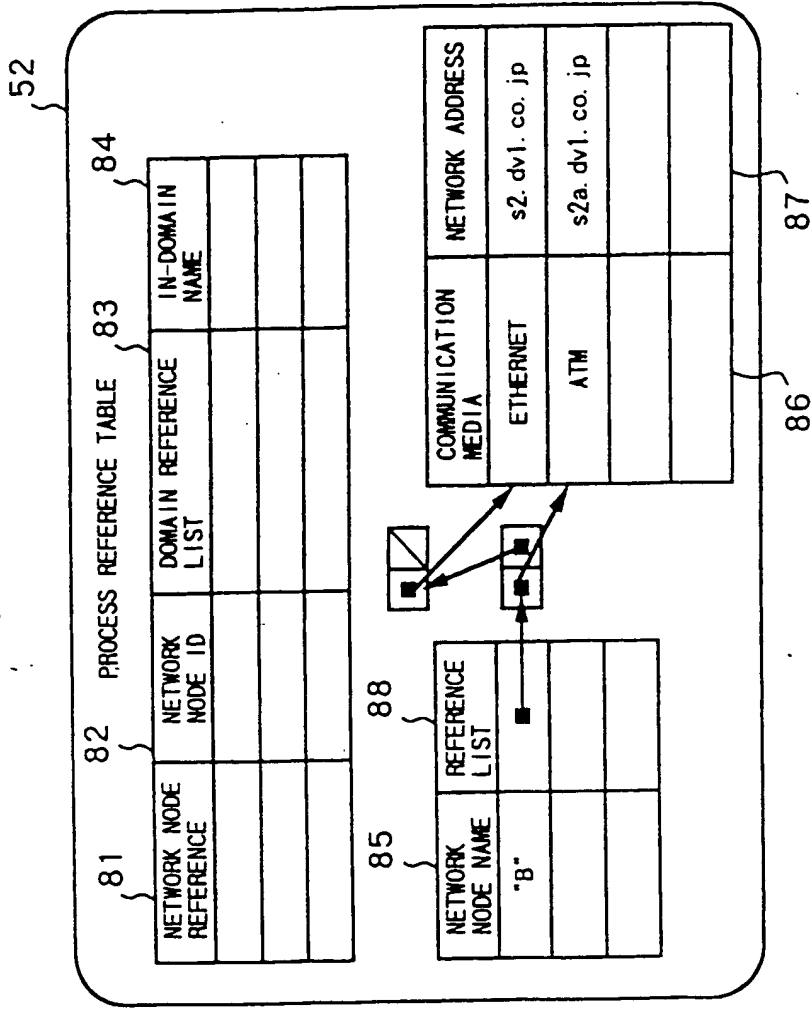 52
PROCESS REFERENCE TABLE
81
82
83
84
NETWORK NODE
REFERENCE
NETWORK
NODE ID
DOMAIN REFERENCE
LIST
IN-DOMAIN
NAME
85
88
NETWORK
NODE NAME
REFERENCE
LIST
"B"
COMMUNICATION
MEDIA
NETWORK ADDRESS
ETHERNET
s2. dv1. co. jp
ATM
s2a. dv1. co. jp
86
87